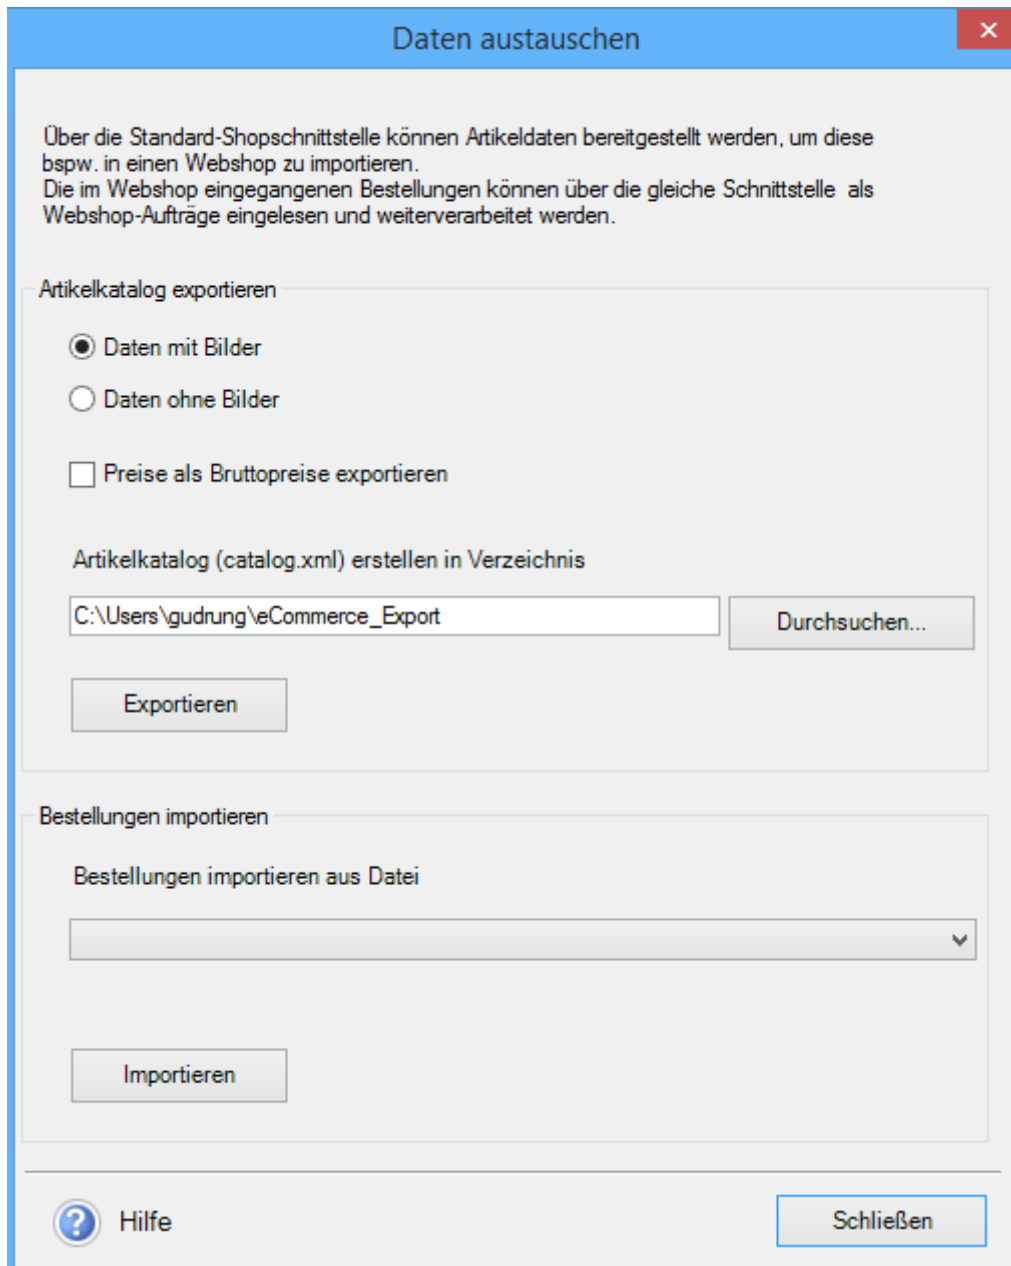 Daten austauschen
Über die Standard-Shopschnittstelle können Artikeldaten bereitgestellt werden, um diese
bspw. in einen Webshop zu importieren.
Die im Webshop eingegangenen Bestellungen können über die gleiche Schnittstelle als
Webshop-Aufträge eingelesen und weiterverarbeitet werden.
Artikelkatalog exportieren
Daten mit Bilder
Daten ohne Bilder
Preise als Bruttopreise exportieren
Artikelkatalog (catalog.xml) erstellen in Verzeichnis
C:\Users\gudrung\eCommerce_Export
Durchsuchen...
Exportieren
Bestellungen importieren
Bestellungen importieren aus Datei
Importieren
Hilfe
Schließen